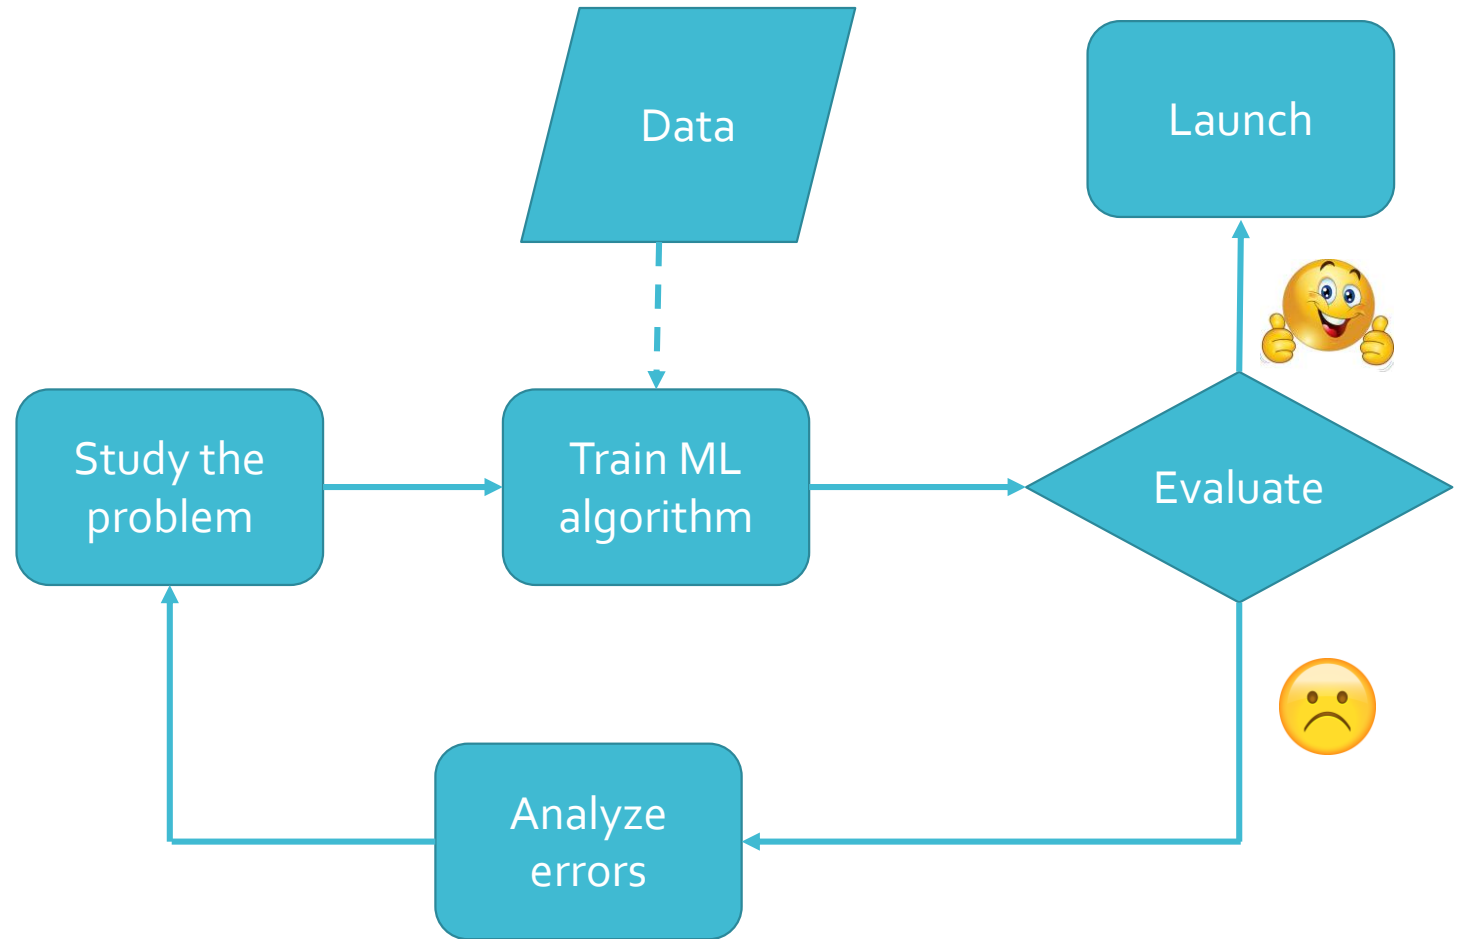 Data
Launch
Study the
problem
Train ML
algorithm
Evaluate
Analyze
errors